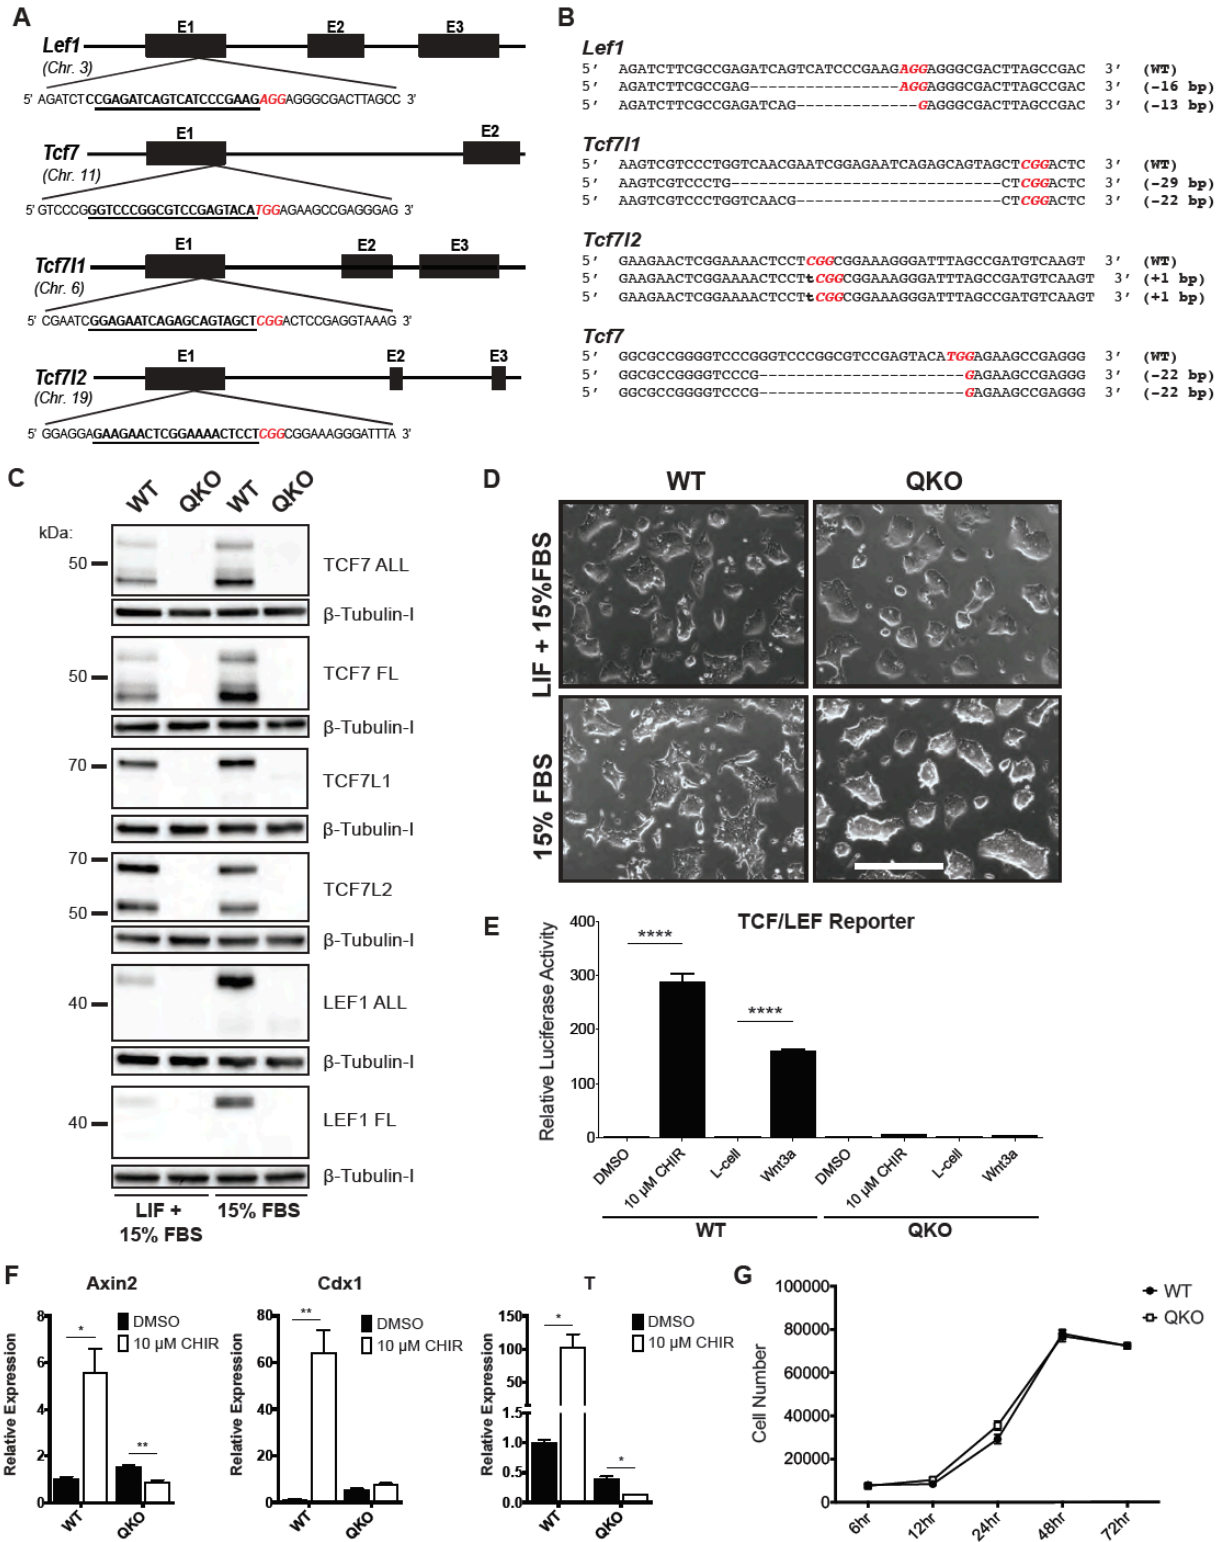 A
Lef1
(Chr. 3)
E1
E2
E3
5' AGATCTCCGAGATCAGTCATCCCGAAGAGGAGGGCGACTTAGCC 3'
Tcf7
(Chr. 11)
E1
E2
5' GTCCCGGGTCCCGGCGTCCGAGTACATGGAGAAGCCGAGGGAG 3'
Tcf7l1
(Chr. 6)
E1
E2
E3
5' CGAATCGGAGAATCAGAGCAGTAGCTCGGACTCCGAGGTAAAG 3'
Tcf7l2
(Chr. 19)
E1
E2
E3
5' GGAGGAGAAGAACTCGGAAAACTCCTCGGCGGAAAGGGATTTA 3'
B
Lef1
5' AGATCTTCGCCGAGATCAGTCATCCCGAAGAGGAGGGCGACTTAGCCGAC 3' (WT)
5' AGATCTTCGCCGAG----------------AGGAGGGCGACTTAGCCGAC 3' (-16 bp)
5' AGATCTTCGCCGAGATCAG-------------GAGGGCGACTTAGCCGAC 3' (-13 bp)
Tcf7l1
5' AAGTCGTCCCTGGTCAACGAATCGGAGAATCAGAGCAGTAGCTCGGACTC 3' (WT)
5' AAGTCGTCCCTG-----------------------------CTCGGACTC 3' (-29 bp)
5' AAGTCGTCCCTGGTCAACG----------------------CTCGGACTC 3' (-22 bp)
Tcf7l2
5' GAAGAACTCGGAAAACTCCTCGGCGGAAAGGGATTTAGCCGATGTCAAGT 3' (WT)
5' GAAGAACTCGGAAAACTCCTtCGGCGGAAAGGGATTTAGCCGATGTCAAGT 3' (+1 bp)
5' GAAGAACTCGGAAAACTCCTtCGGCGGAAAGGGATTTAGCCGATGTCAAGT 3' (+1 bp)
Tcf7
5' GGCGCCGGGGTCCCGGGTCCCGGCGTCCGAGTACATGGAGAAGCCGAGGG 3' (WT)
5' GGCGCCGGGGTCCCG----------------------GAGAAGCCGAGGG 3' (-22 bp)
5' GGCGCCGGGGTCCCG----------------------GAGAAGCCGAGGG 3' (-22 bp)
C
WT QKO WT QKO
kDa:
50
TCF7 ALL
β-Tubulin-I
50
TCF7 FL
β-Tubulin-I
70
TCF7L1
β-Tubulin-I
70
50
TCF7L2
β-Tubulin-I
40
LEF1 ALL
β-Tubulin-I
40
LEF1 FL
β-Tubulin-I
LIF +
15% FBS
15% FBS
D
WT
QKO
LIF + 15%FBS
15% FBS
E
TCF/LEF Reporter
Relative Luciferase Activity
400
300
200
100
0
****
****
DMSO
10 µM CHIR
L-cell
Wnt3a
DMSO
10 µM CHIR
L-cell
Wnt3a
WT
QKO
F
Axin2
Relative Expression
8
6
4
2
0
*
**
DMSO
10 µM CHIR
WT
QKO
Cdx1
Relative Expression
80
60
40
20
0
**
DMSO
10 µM CHIR
WT
QKO
T
Relative Expression
150
100
50
1.5
1.0
0.5
0.0
*
*
DMSO
10 µM CHIR
WT
QKO
G
Cell Number
100000
80000
60000
40000
20000
0
WT
QKO
6hr
12hr
24hr
48hr
72hr